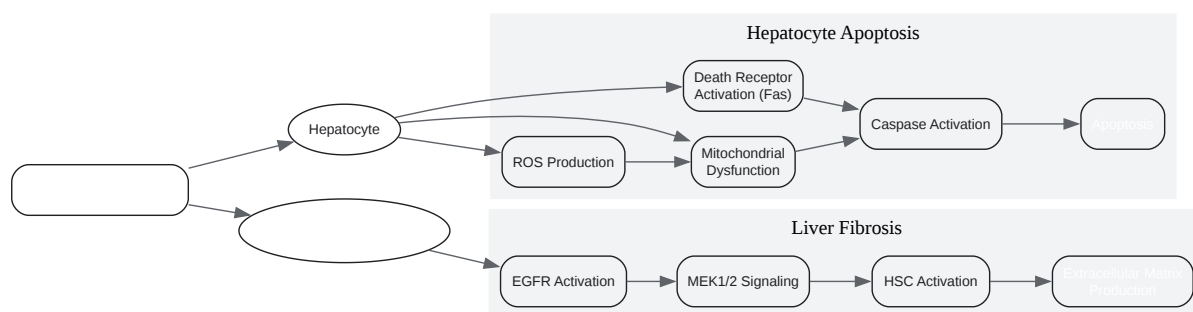 Hepatocyte Apoptosis
Death Receptor
Activation (Fas)
Hepatocyte
Caspase Activation
Apoptosis
ROS Production
Mitochondrial
Dysfunction
Liver Fibrosis
EGFR Activation
MEK1/2 Signaling
HSC Activation
Extracellular Matrix
Production